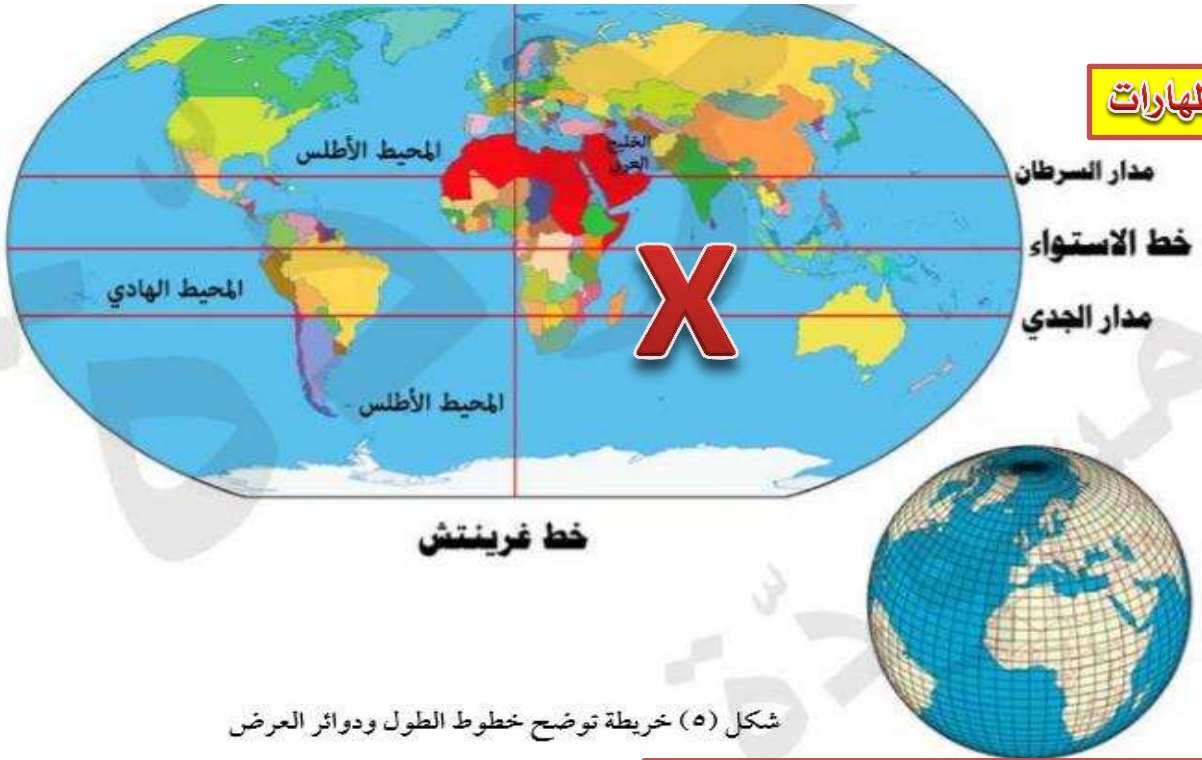 المهارات
المحيط الأطلس
الخليج
العربي
مدار السرطان
خط الاستواء
X
المحيط الهادي
مدار الجدي
المحيط الأطلس
خط غرينتش
شكل (٥) خريطة توضح خطوط الطول ودوائر العرض